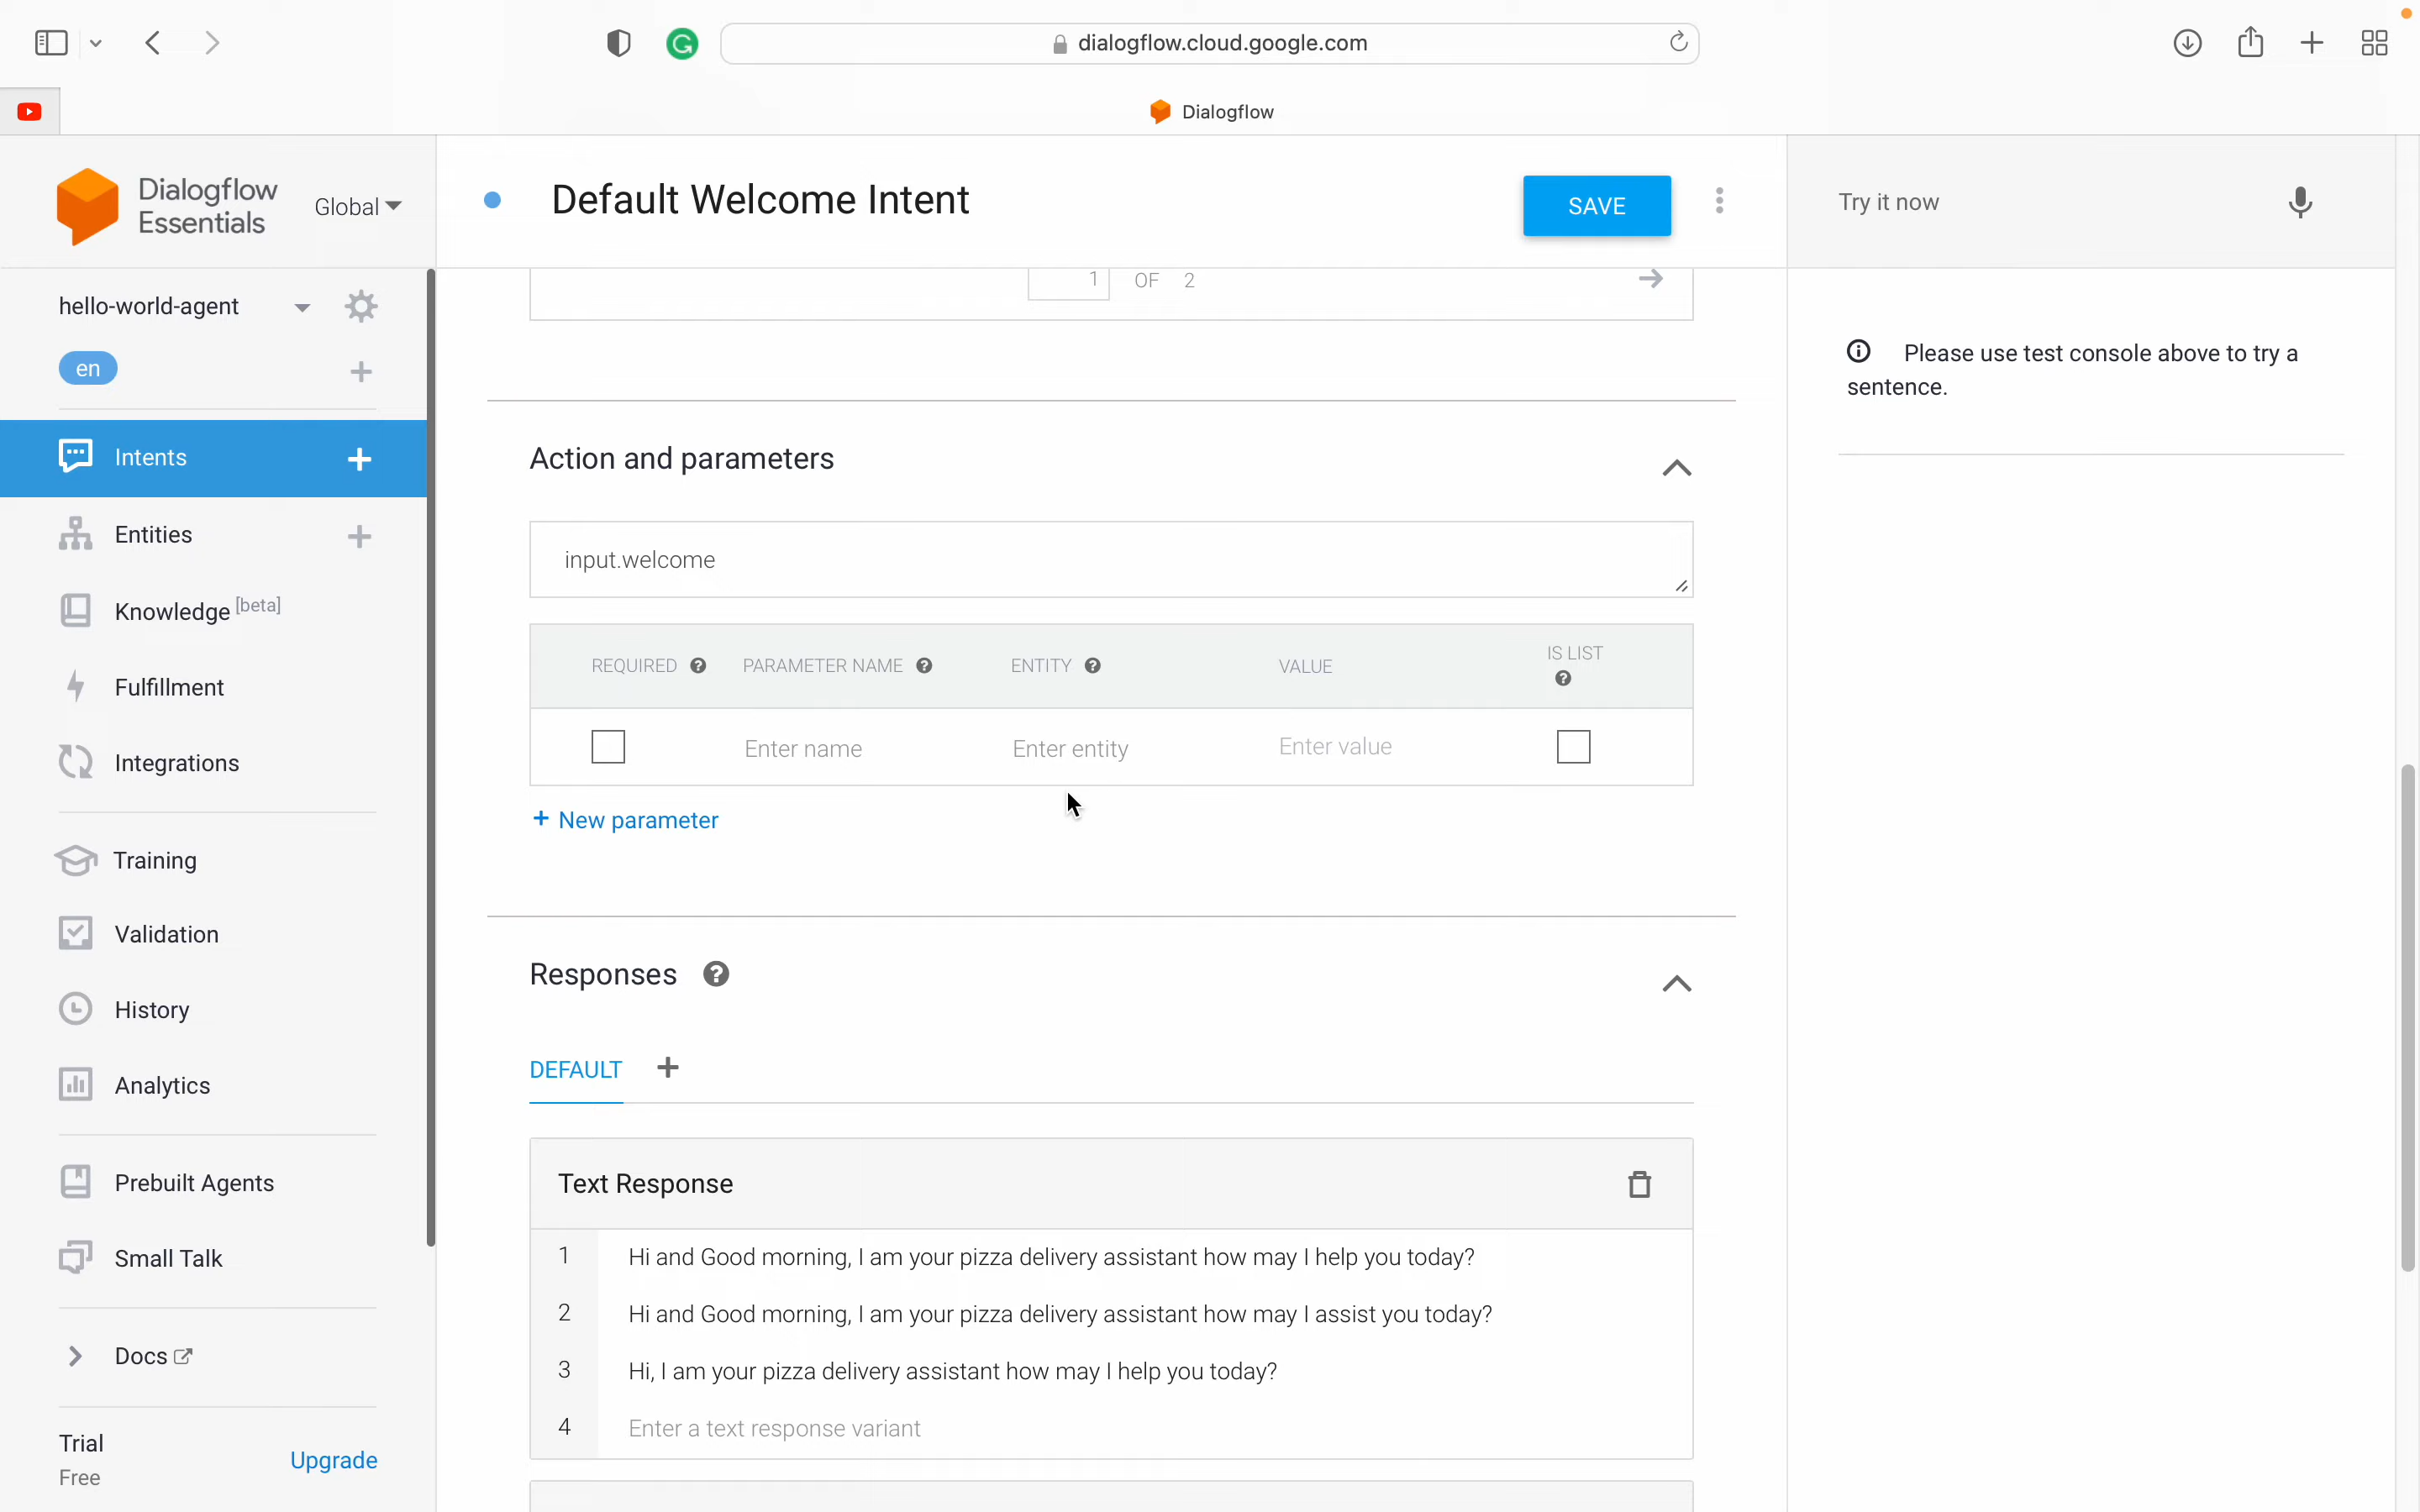 dialogflow.cloud.google.com
Dialogflow
Dialogflow
Essentials
Global
hello-world-agent
en
Intents
Entities
Knowledge [beta]
Fulfillment
Integrations
Training
Validation
History
Analytics
Prebuilt Agents
Small Talk
Docs
Trial
Free
Upgrade
Default Welcome Intent
SAVE
1 OF 2
Action and parameters
input.welcome
REQUIRED PARAMETER NAME ENTITY VALUE IS LIST
Enter name Enter entity Enter value
+ New parameter
Responses
DEFAULT +
Text Response
1 Hi and Good morning, I am your pizza delivery assistant how may I help you today?
2 Hi and Good morning, I am your pizza delivery assistant how may I assist you today?
3 Hi, I am your pizza delivery assistant how may I help you today?
4 Enter a text response variant
Try it now
Please use test console above to try a
sentence.